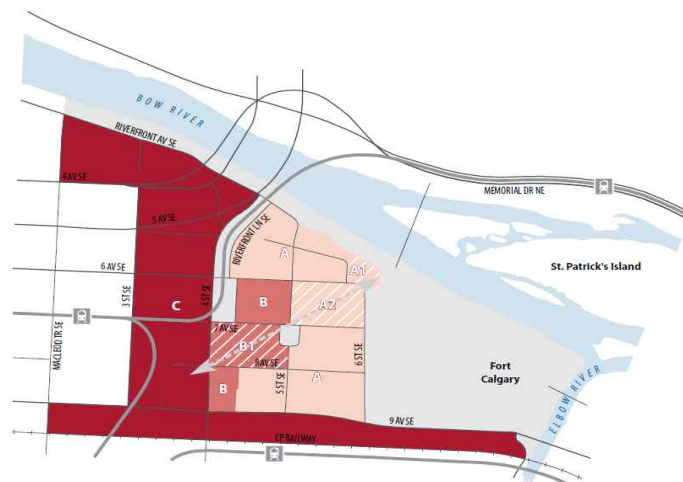 BOW RIVER
RIVERFRONT AV SE
4 AV SE
MEMORIAL DR NE
5 AV SE
RIVERFRONT LN SE
A
6 AV SE
A1
St. Patrick's Island
3 ST SE
C
4 ST SE
B
A2
MACLEOD TR SE
7 AV SE
B1
6 ST SE
8 AV SE
Fort
Calgary
ELBOW RIVER
B
5 ST SE
A
9 AV SE
CP RAILWAY